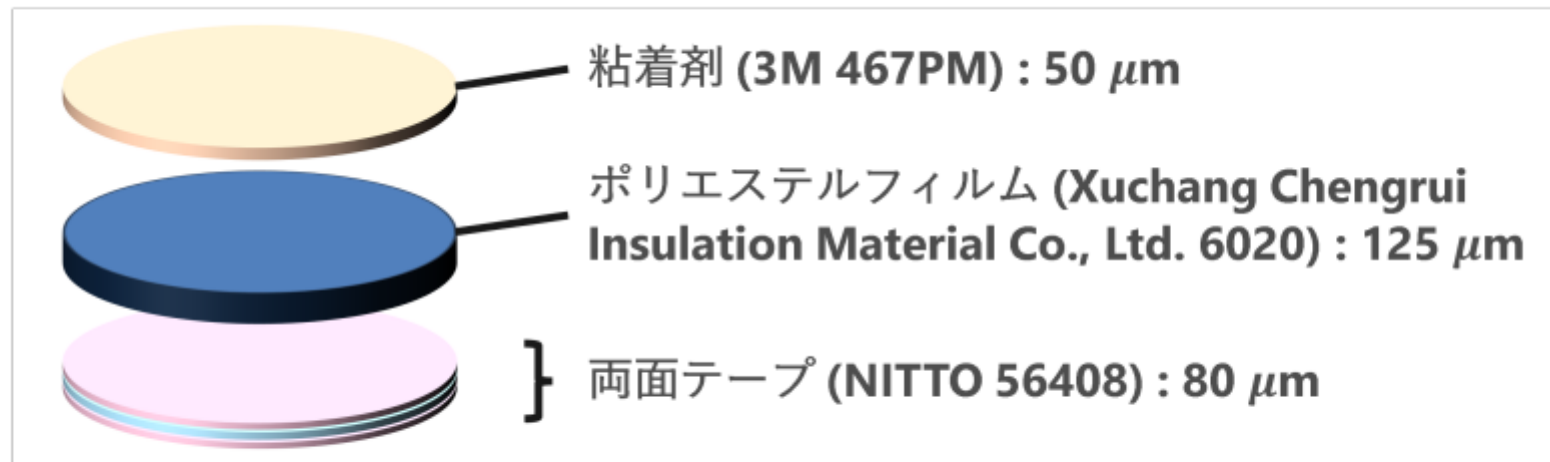 粘着剤 (3M 467PM) : 50 μm
ポリエステルフィルム (Xuchang Chengrui
Insulation Material Co., Ltd. 6020) : 125 μm
両面テープ (NITTO 56408) : 80 μm